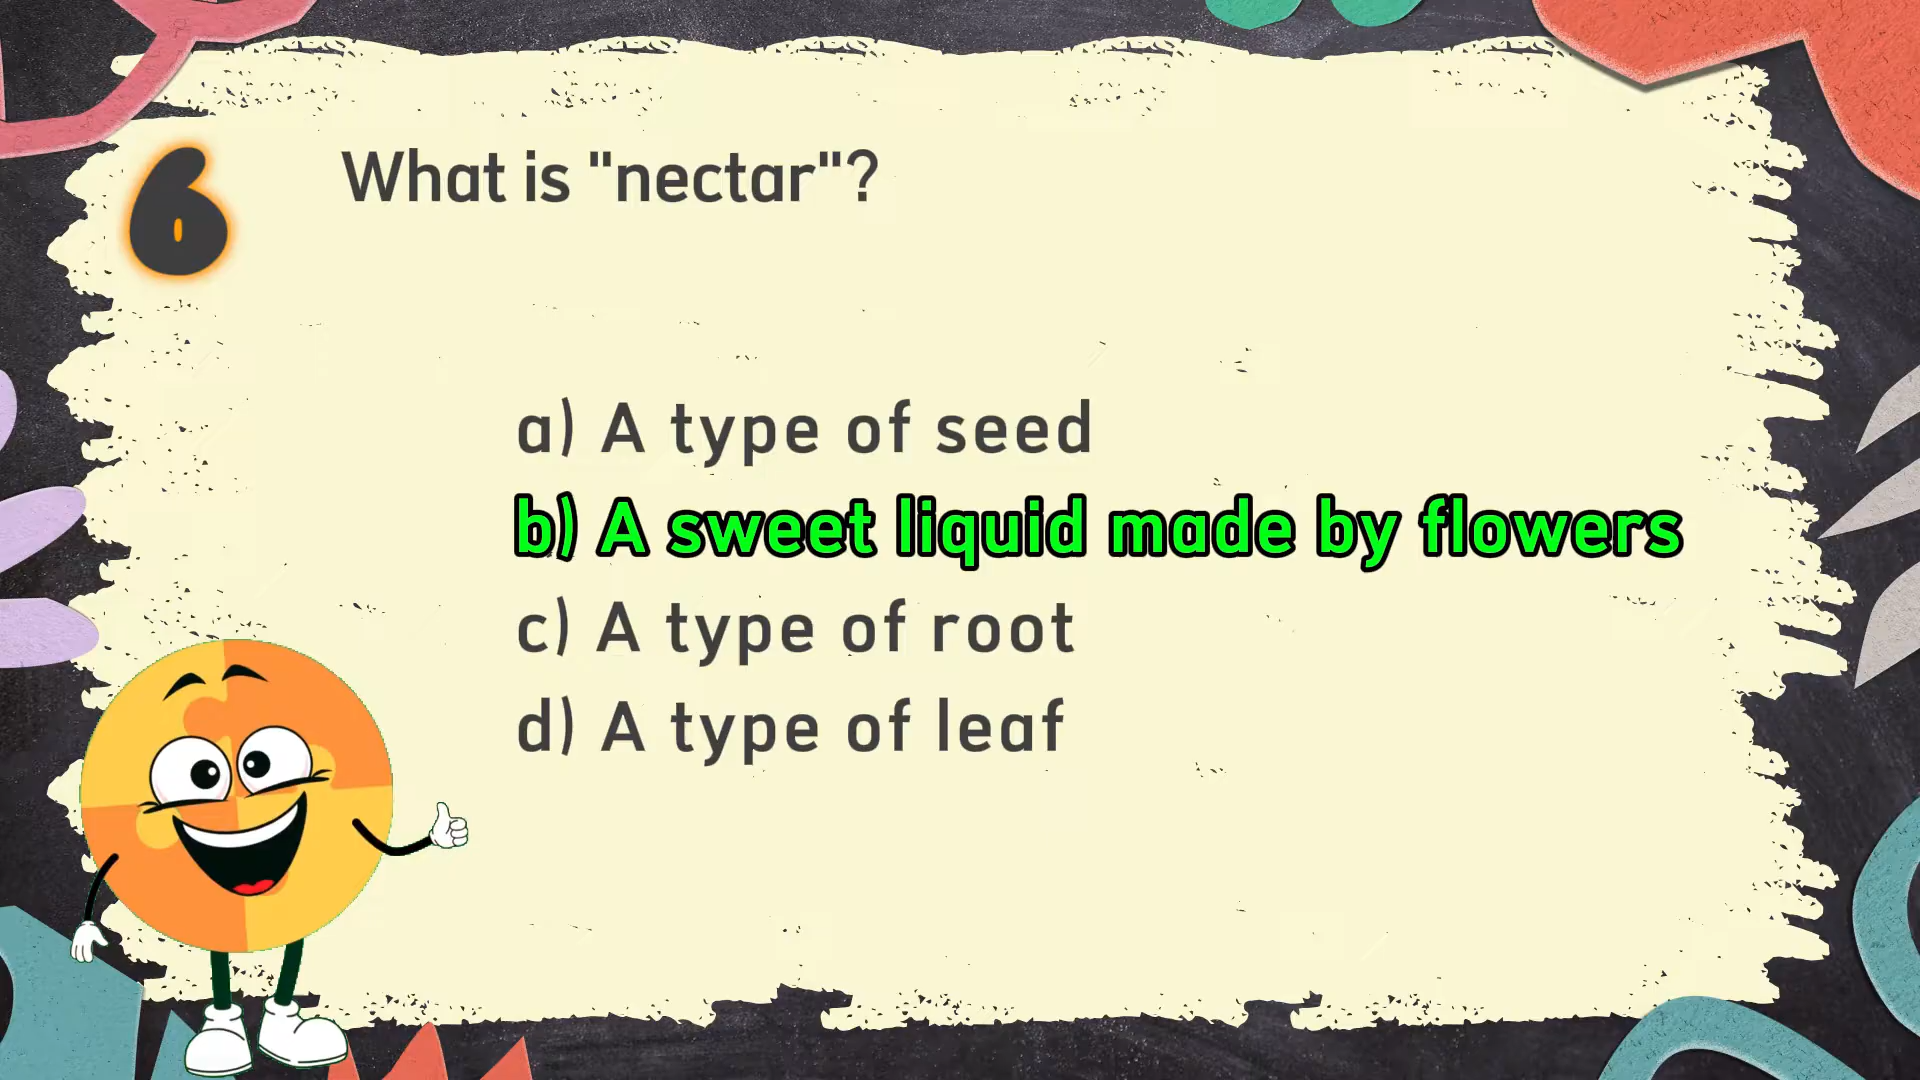 6
What is "nectar"?
a) A type of seed
b) A sweet liquid made by flowers
c) A type of root
d) A type of leaf